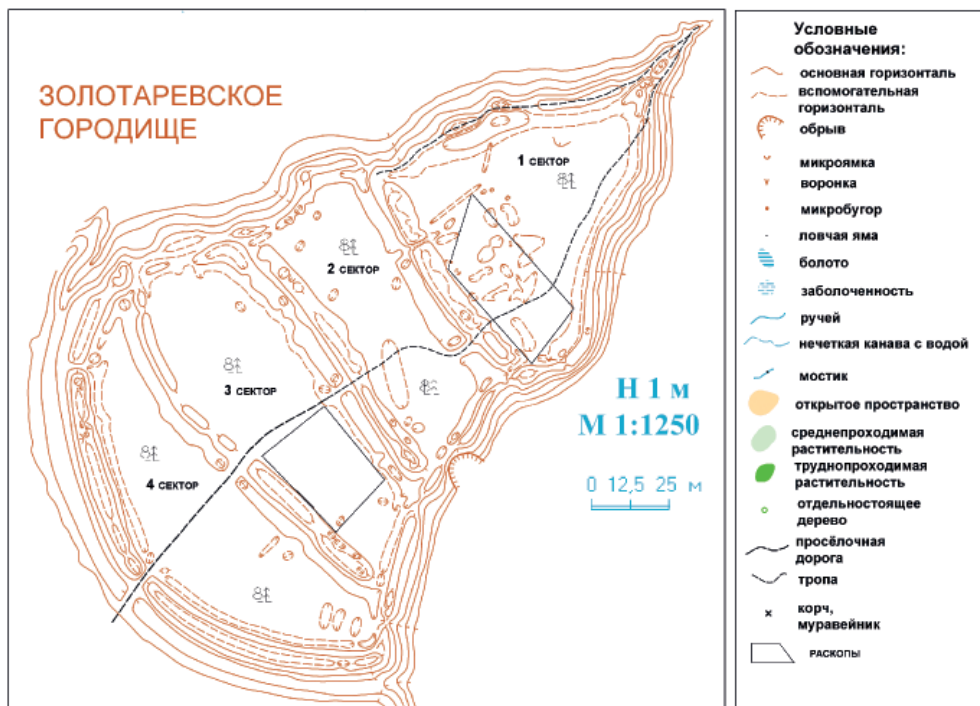 ЗОЛОТАРЕВСКОЕ
ГОРОДИЩЕ
1 СЕКТОР
2 СЕКТОР
3 СЕКТОР
4 СЕКТОР
Н 1 м
М 1:1250
0 12,5 25 м
Условные
обозначения:
основная горизонталь
вспомогательная
горизонталь
обрыв
микроямка
воронка
микробугор
ловчая яма
болото
заболоченность
ручей
нечеткая канава с водой
мостик
открытое пространство
среднепроходимая
растительность
труднопроходимая
растительность
отдельностоящее
дерево
просёлочная
дорога
тропа
корч,
муравейник
РАСКОПЫ